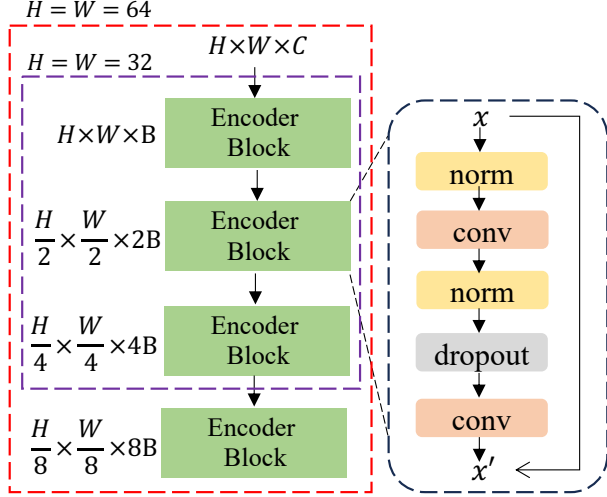 H = W = 64
H = W = 32
H×W×C
H×W×B
Encoder
Block
H/2 × W/2 ×2B
Encoder
Block
H/4 × W/4 ×4B
Encoder
Block
H/8 × W/8 ×8B
Encoder
Block
x
norm
conv
norm
dropout
conv
x′